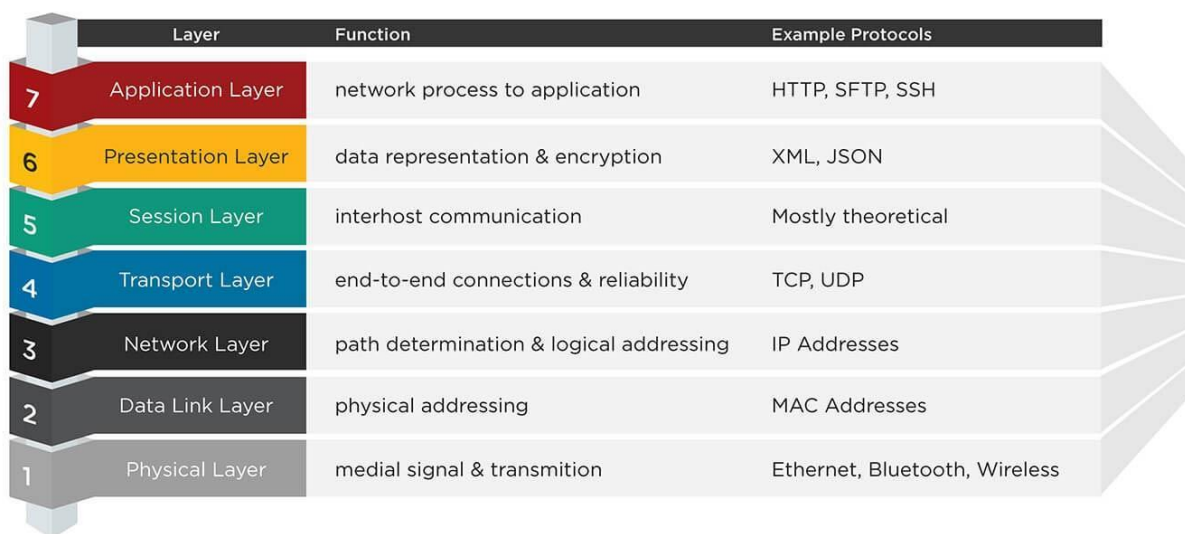 Layer Function Example Protocols
7 Application Layer network process to application HTTP, SFTP, SSH
6 Presentation Layer data representation & encryption XML, JSON
5 Session Layer interhost communication Mostly theoretical
4 Transport Layer end-to-end connections & reliability TCP, UDP
3 Network Layer path determination & logical addressing IP Addresses
2 Data Link Layer physical addressing MAC Addresses
1 Physical Layer medial signal & transmition Ethernet, Bluetooth, Wireless